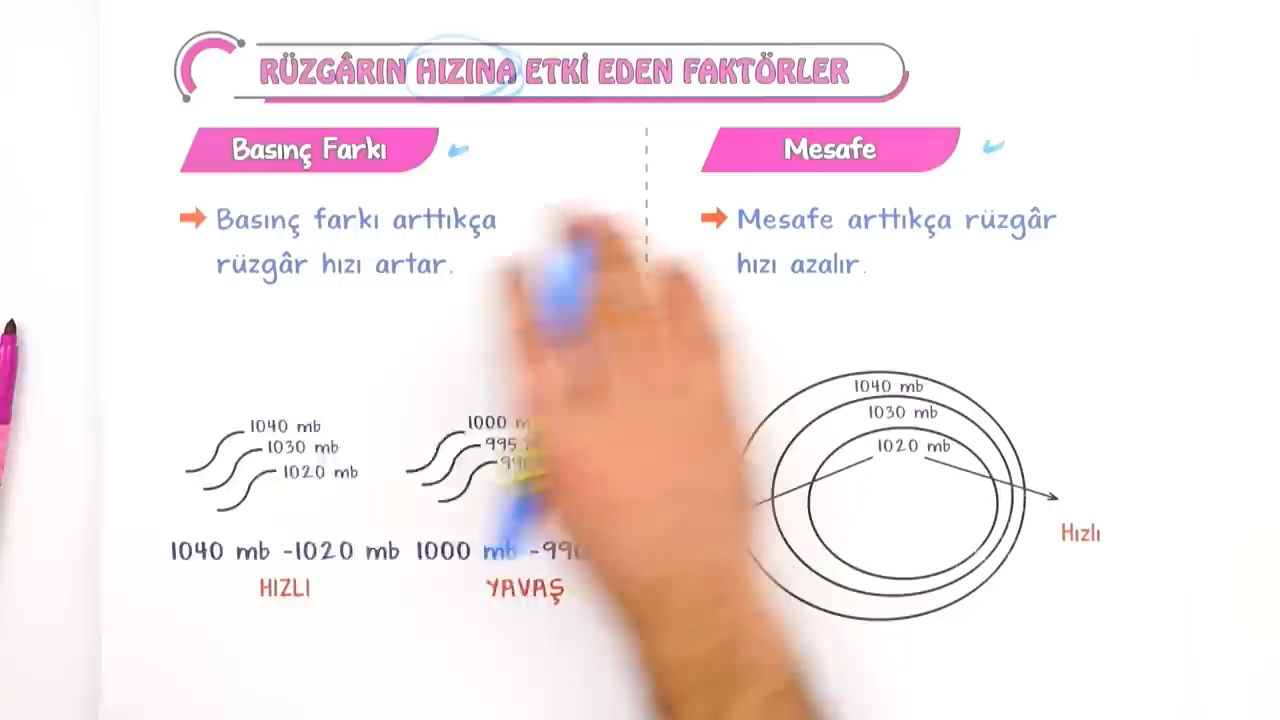 RÜZGÂRIN HIZINA ETKİ EDEN FAKTÖRLER
Basınç Farkı
Basınç farkı arttıkça
rüzgâr hızı artar.
1040 mb
1030 mb
1020 mb
1000
995
1040 mb -1020 mb
HIZLI
1000 mb
YAVAŞ
Mesafe
Mesafe arttıkça rüzgâr
hızı azalır.
1040 mb
1030 mb
1020 mb
Hızlı